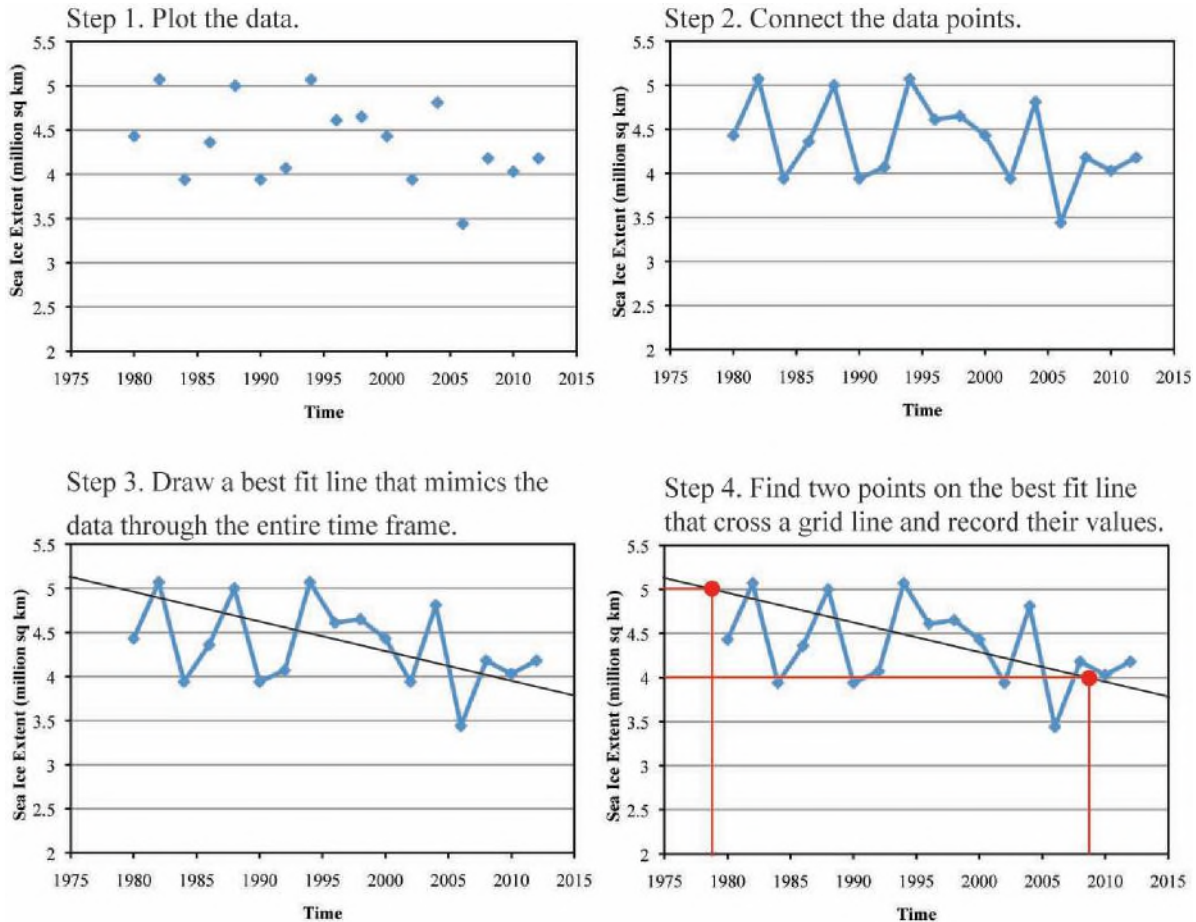 Step 1. Plot the data.
5.5
5
4.5
4
3.5
3
2.5
2
Sea Ice Extent (million sq km)
1975 1980 1985 1990 1995 2000 2005 2010 2015
Time
Step 2. Connect the data points.
5.5
5
4.5
4
3.5
3
2.5
2
Sea Ice Extent (million sq km)
1975 1980 1985 1990 1995 2000 2005 2010 2015
Time
Step 3. Draw a best fit line that mimics the
data through the entire time frame.
5.5
5
4.5
4
3.5
3
2.5
2
Sea Ice Extent (million sq km)
1975 1980 1985 1990 1995 2000 2005 2010 2015
Time
Step 4. Find two points on the best fit line
that cross a grid line and record their values.
5.5
5
4.5
4
3.5
3
2.5
2
Sea Ice Extent (million sq km)
1975 1980 1985 1990 1995 2000 2005 2010 2015
Time